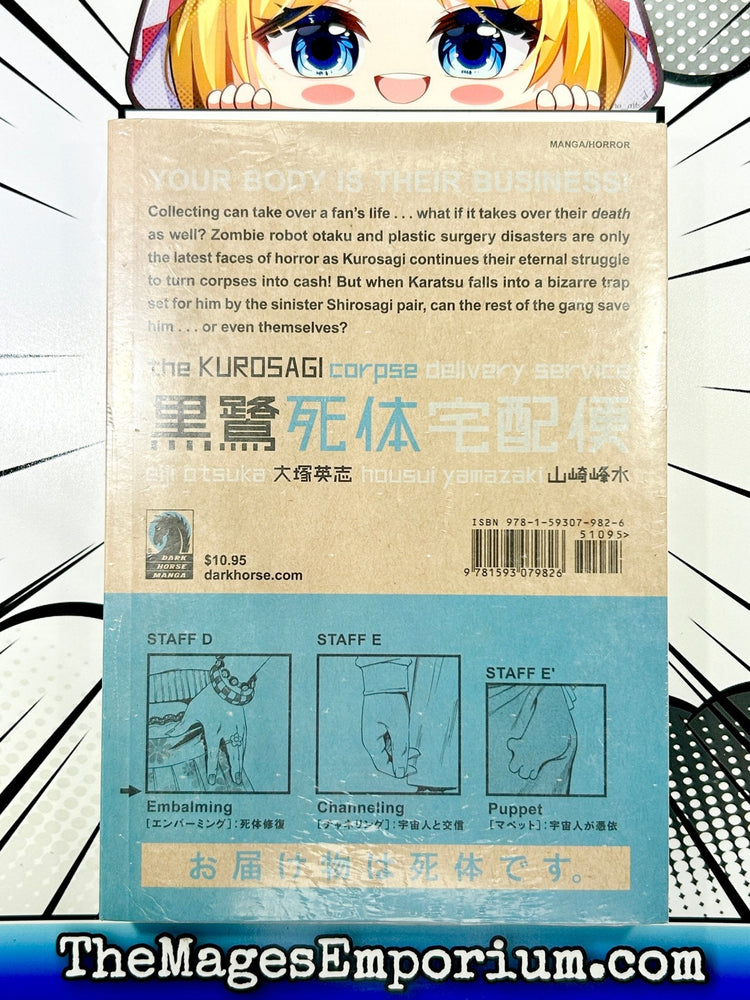 MANGA/HORROR
YOUR BODY IS THEIR BUSINESS!
Collecting can take over a fan's life . . . what if it takes over their death
as well? Zombie robot otaku and plastic surgery disasters are only
the latest faces of horror as Kurosagi continues their eternal struggle
to turn corpses into cash! But when Karatsu falls into a bizarre trap
set for him by the sinister Shirosagi pair, can the rest of the gang save
him . . . or even themselves?
the KUROSAGI corpse delivery service
黒鷺死体宅配便
eiji otsuka 大塚英志 housui yamazaki 山崎峰水
ISBN 978-1-59307-982-6
51095>
9 781593 079826
DARK
HORSE
MANGA
$10.95
darkhorse.com
STAFF D
STAFF E
STAFF E'
Embalming
Channeling
Puppet
[エンバーミング]:死体修復
[チャネリング]:宇宙人と交信
[マペット]:宇宙人が憑依
お届け物は死体です。
TheMagesEmporium.com